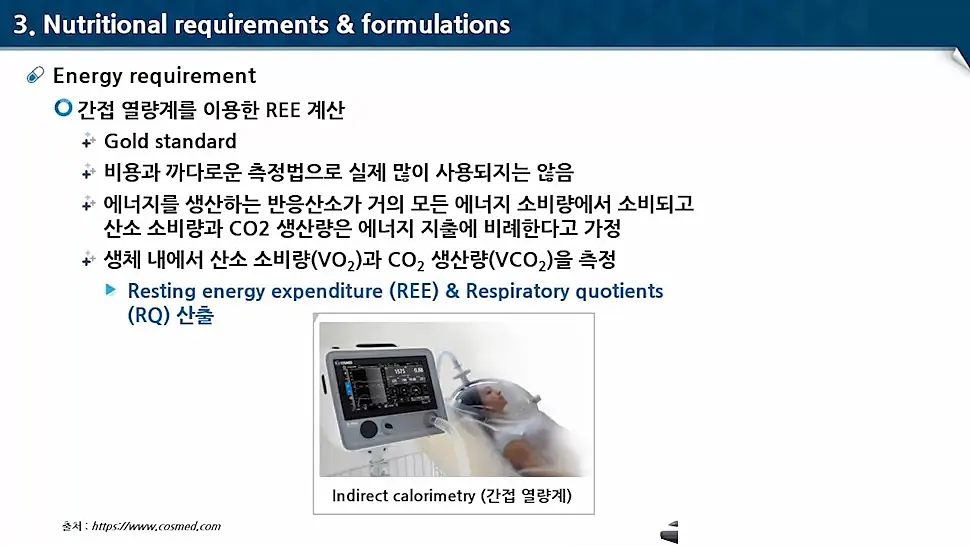 3. Nutritional requirements & formulations
Energy requirement
간접 열량계를 이용한 REE 계산
Gold standard
비용과 까다로운 측정법으로 실제 많이 사용되지는 않음
에너지를 생산하는 반응산소가 거의 모든 에너지 소비량에서 소비되고
산소 소비량과 CO2 생산량은 에너지 지출에 비례한다고 가정
생체 내에서 산소 소비량(VO₂)과 CO₂ 생산량(VCO₂)을 측정
Resting energy expenditure (REE) & Respiratory quotients
(RQ) 산출
COSMED
1575 0.88
Indirect calorimetry (간접 열량계)
출처 : https://www.cosmed.com